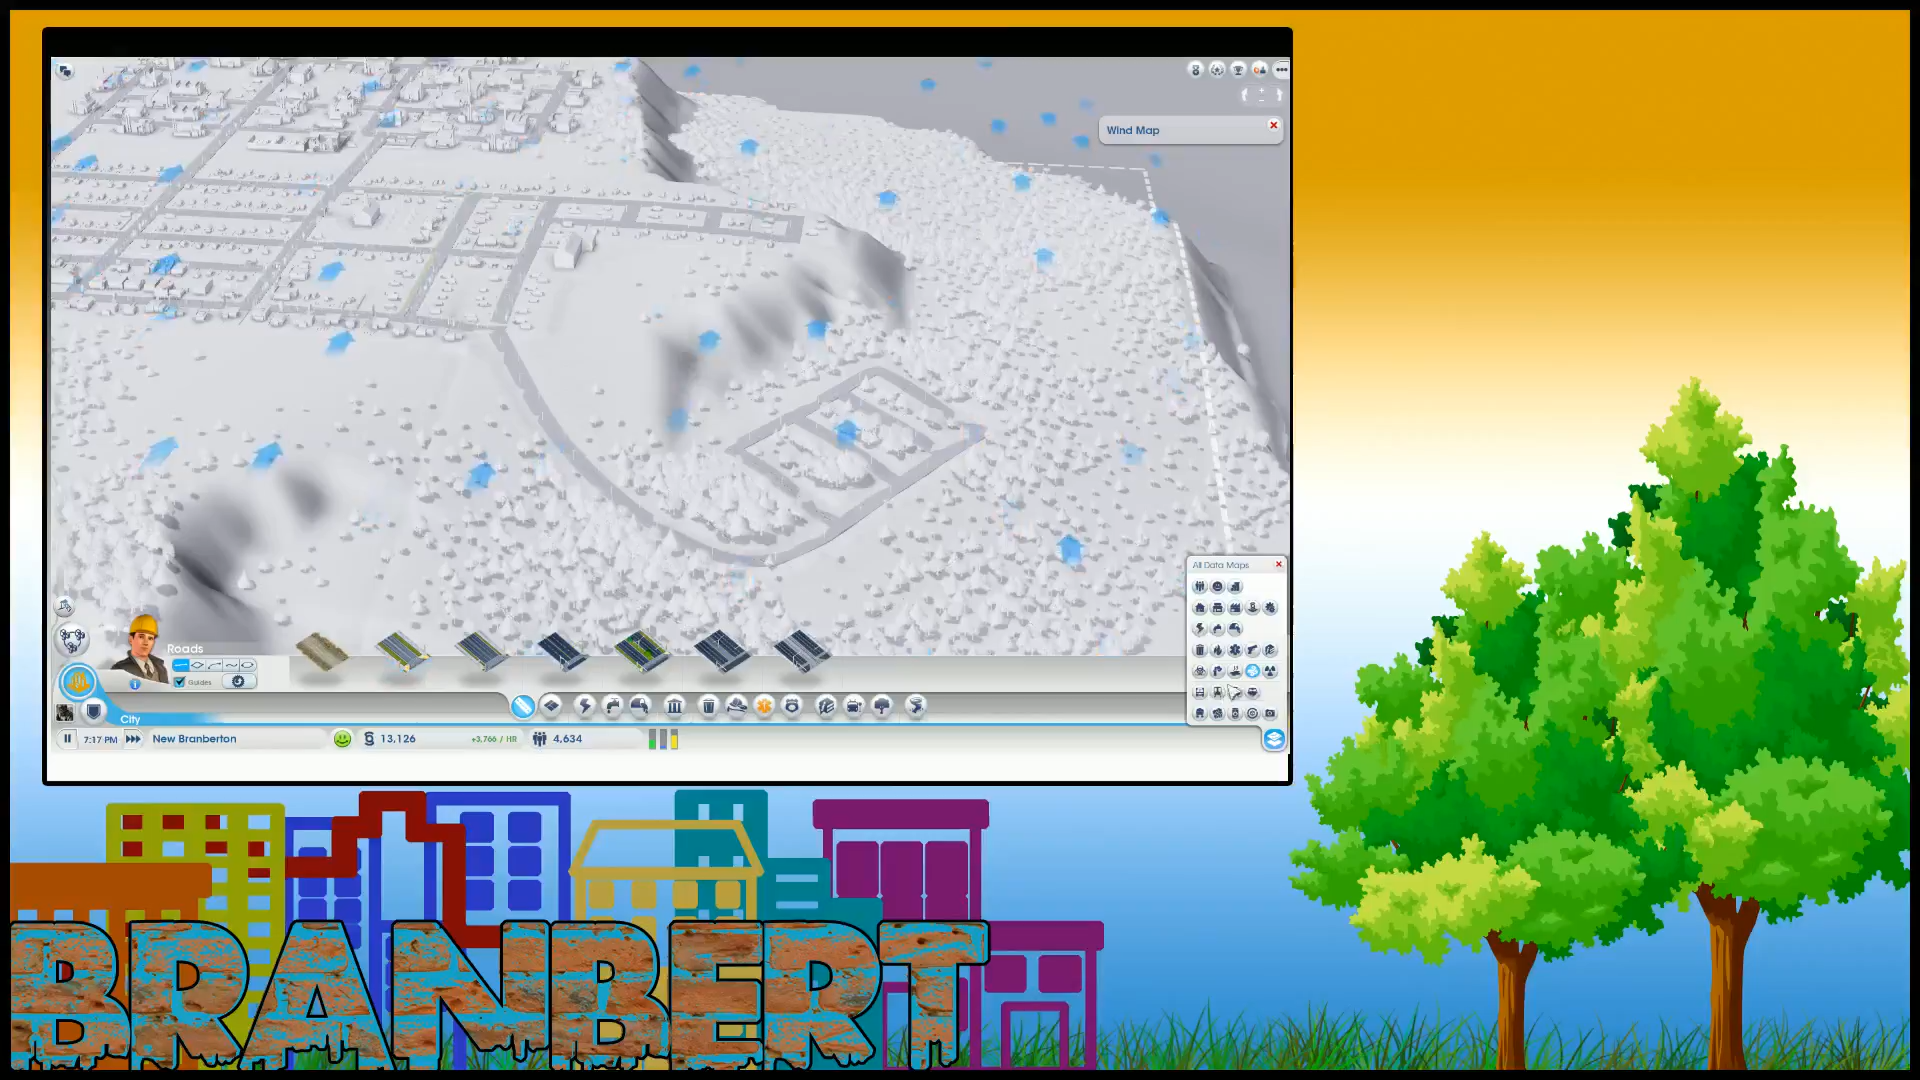 Wind Map
All Data Maps
Roads
Guides
City
7:17 PM
New Branberton
13,126
+3,766 / HR
4,634
BRANBERT